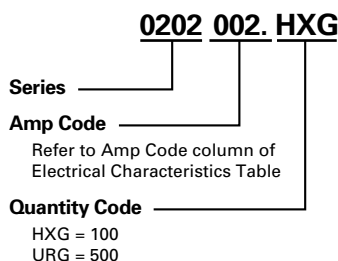 0202 002. HXG
Series
Amp Code
Refer to Amp Code column of
Electrical Characteristics Table
Quantity Code
HXG = 100
URG = 500